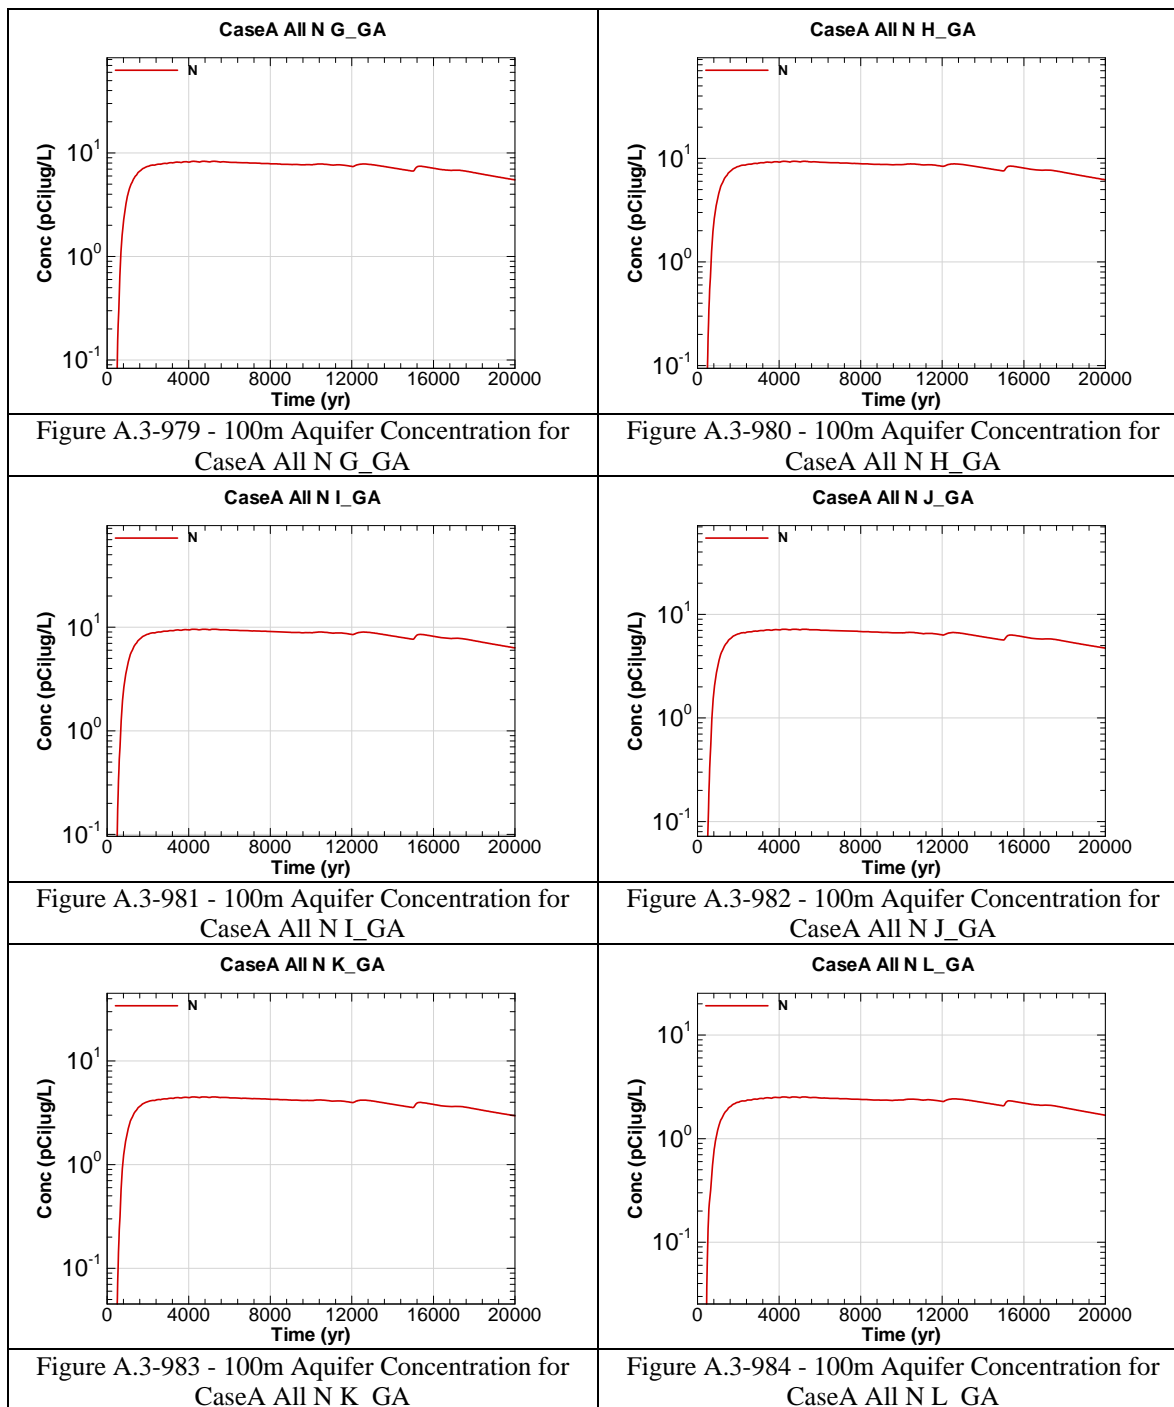 CaseA All N G_GA
N
Conc (pCi|ug/L)
10^1
10^0
10^-1
0 4000 8000 12000 16000 20000
Time (yr)
Figure A.3-979 - 100m Aquifer Concentration for
CaseA All N G_GA
CaseA All N H_GA
N
Conc (pCi|ug/L)
10^1
10^0
10^-1
0 4000 8000 12000 16000 20000
Time (yr)
Figure A.3-980 - 100m Aquifer Concentration for
CaseA All N H_GA
CaseA All N I_GA
N
Conc (pCi|ug/L)
10^1
10^0
10^-1
0 4000 8000 12000 16000 20000
Time (yr)
Figure A.3-981 - 100m Aquifer Concentration for
CaseA All N I_GA
CaseA All N J_GA
N
Conc (pCi|ug/L)
10^1
10^0
10^-1
0 4000 8000 12000 16000 20000
Time (yr)
Figure A.3-982 - 100m Aquifer Concentration for
CaseA All N J_GA
CaseA All N K_GA
N
Conc (pCi|ug/L)
10^1
10^0
10^-1
0 4000 8000 12000 16000 20000
Time (yr)
Figure A.3-983 - 100m Aquifer Concentration for
CaseA All N K_GA
CaseA All N L_GA
N
Conc (pCi|ug/L)
10^1
10^0
10^-1
0 4000 8000 12000 16000 20000
Time (yr)
Figure A.3-984 - 100m Aquifer Concentration for
CaseA All N L_GA